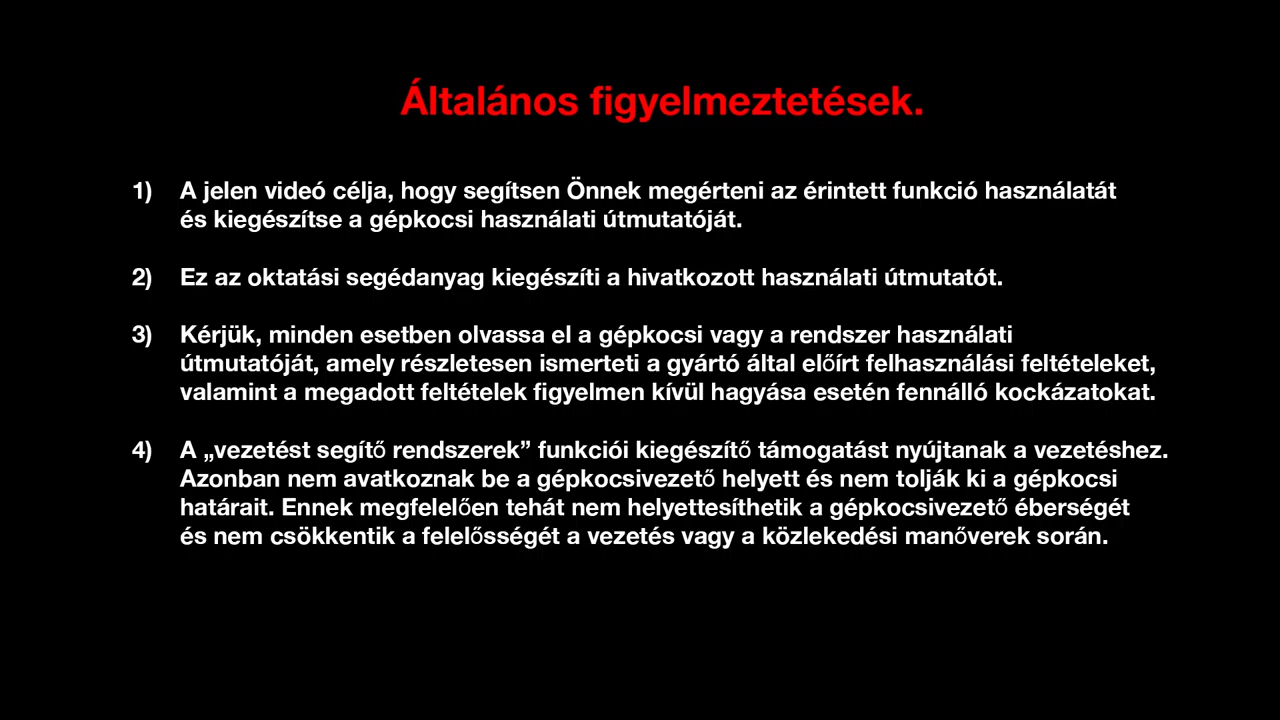 Általános figyelmeztetések.
1) A jelen videó célja, hogy segítsen Önnek megérteni az érintett funkció használatát
és kiegészítse a gépkocsi használati útmutatóját.
2) Ez az oktatási segédanyag kiegészíti a hivatkozott használati útmutatót.
3) Kérjük, minden esetben olvassa el a gépkocsi vagy a rendszer használati
útmutatóját, amely részletesen ismerteti a gyártó által előírt felhasználási feltételeket,
valamint a megadott feltételek figyelmen kívül hagyása esetén fennálló kockázatokat.
4) A „vezetést segítő rendszerek” funkciói kiegészítő támogatást nyújtanak a vezetéshez.
Azonban nem avatkoznak be a gépkocsivezető helyett és nem tolják ki a gépkocsi
határait. Ennek megfelelően tehát nem helyettesíthetik a gépkocsivezető éberségét
és nem csökkentik a felelősségét a vezetés vagy a közlekedési manőverek során.